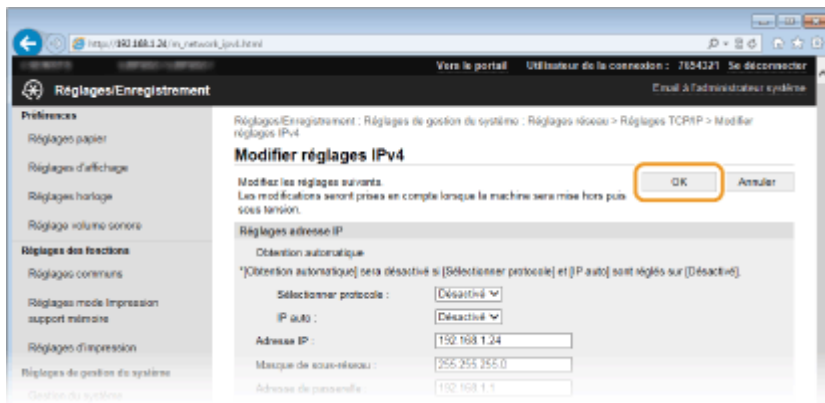 http://192.168.1.24/m_network_ipv4.html
Vers le portail Utilisateur de la connexion : 7654321 Se déconnecter
Réglages/Enregistrement
Email à l'administrateur système
Préférences
Réglages papier
Réglages d'affichage
Réglages horloge
Réglage volume sonore
Réglages des fonctions
Réglages communs
Réglages mode Impression
support mémoire
Réglages d'impression
Réglages de gestion du système
Gestion du système
Réglages/Enregistrement : Réglages de gestion du système : Réglages réseau > Réglages TCP/IP > Modifier
réglages IPv4
Modifier réglages IPv4
Modifiez les réglages suivants.
Les modifications seront prises en compte lorsque la machine sera mise hors puis
sous tension.
OK Annuler
Réglages adresse IP
Obtention automatique
*[Obtention automatique] sera désactivé si [Sélectionner protocole] et [IP auto] sont réglés sur [Désactivé].
Sélectionner protocole : Désactivé
IP auto : Désactivé
Adresse IP : 192.168.1.24
Masque de sous-réseau : 255.255.255.0
Adresse de passerelle : 192.168.1.1